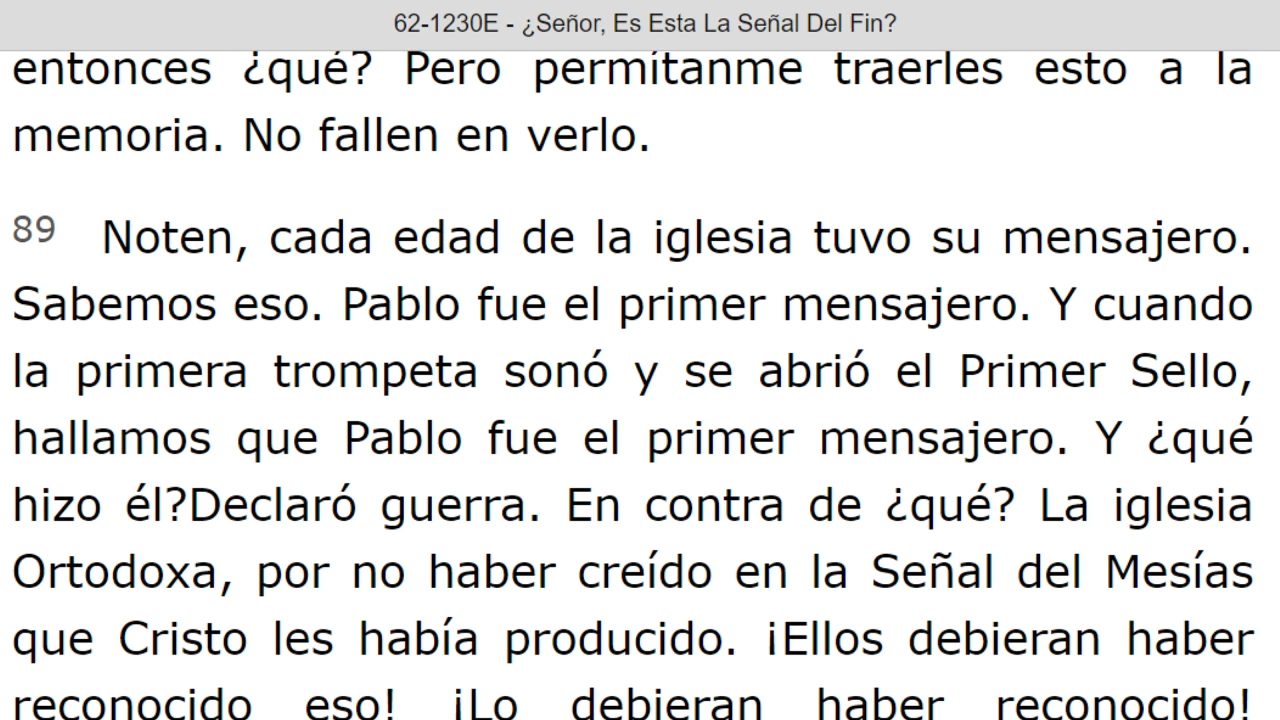 62-1230E - ¿Señor, Es Esta La Señal Del Fin?
entonces ¿qué? Pero permítanme traerles esto a la
memoria. No fallen en verlo.
89 Noten, cada edad de la iglesia tuvo su mensajero.
Sabemos eso. Pablo fue el primer mensajero. Y cuando
la primera trompeta sonó y se abrió el Primer Sello,
hallamos que Pablo fue el primer mensajero. Y ¿qué
hizo él?Declaró guerra. En contra de ¿qué? La iglesia
Ortodoxa, por no haber creído en la Señal del Mesías
que Cristo les había producido. ¡Ellos debieran haber
reconocido eso! ¡Lo debieran haber reconocido!